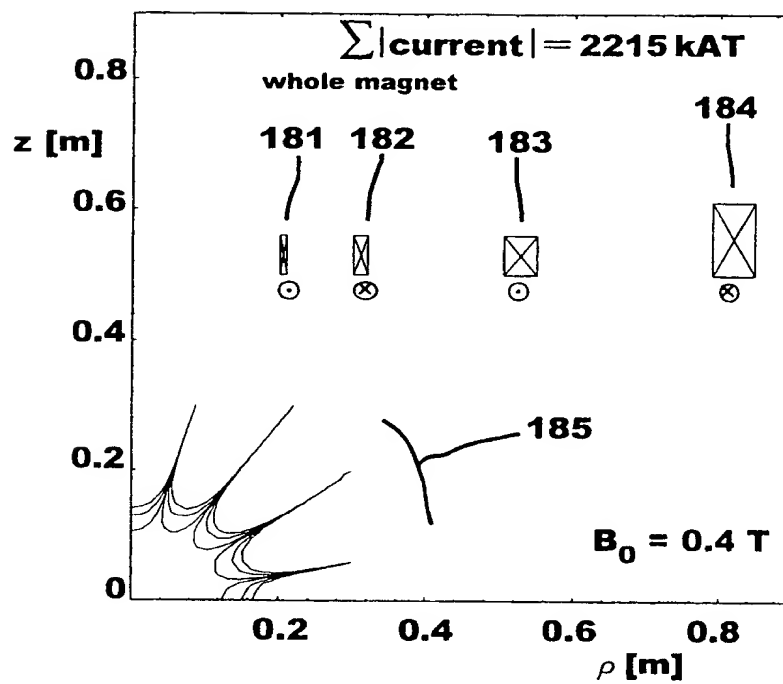 ∑|current| = 2215 kAT
whole magnet
0.8
z [m]
181 182 183 184
0.6
0.4
185
0.2
B₀ = 0.4 T
0
0.2 0.4 0.6 0.8
ρ [m]